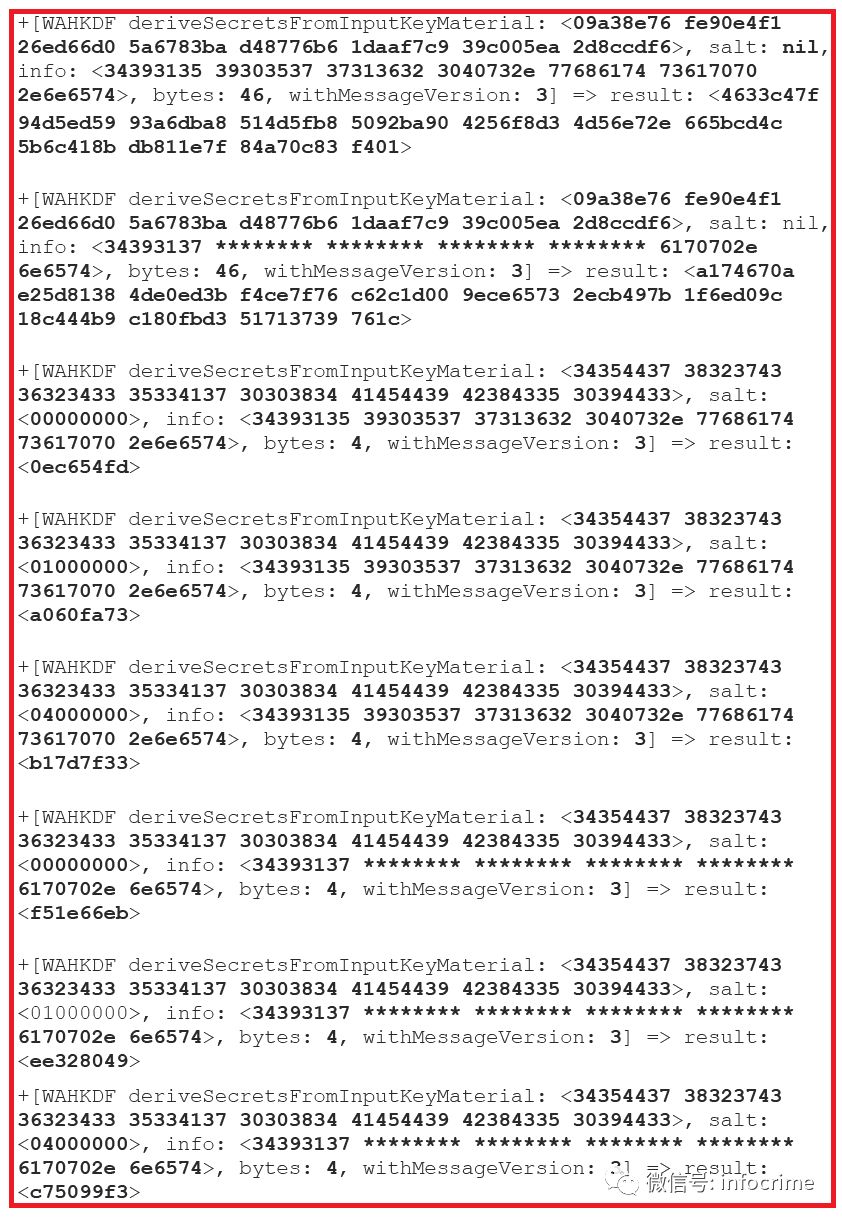 +[WAHKDF deriveSecretsFromInputKeyMaterial: <09a38e76 fe90e4f1
26ed66d0 5a6783ba d48776b6 1daaf7c9 39c005ea 2d8ccdf6>, salt: nil,
info: <34393135 39303537 37313632 3040732e 77686174 73617070
2e6e6574>, bytes: 46, withMessageVersion: 3] => result: <4633c47f
94d5ed59 93a6dba8 514d5fb8 5092ba90 4256f8d3 4d56e72e 665bcd4c
5b6c418b db811e7f 84a70c83 f401>
+[WAHKDF deriveSecretsFromInputKeyMaterial: <09a38e76 fe90e4f1
26ed66d0 5a6783ba d48776b6 1daaf7c9 39c005ea 2d8ccdf6>, salt: nil,
info: <34393137 ******** ******** ******** ******** 6170702e
6e6574>, bytes: 46, withMessageVersion: 3] => result: <a174670a
e25d8138 4de0ed3b f4ce7f76 c62c1d00 9ece6573 2ecb497b 1f6ed09c
18c444b9 c180fbd3 51713739 761c>
+[WAHKDF deriveSecretsFromInputKeyMaterial: <34354437 38323743
36323433 35334137 30303834 41454439 42384335 30394433>, salt:
<00000000>, info: <34393135 39303537 37313632 3040732e 77686174
73617070 2e6e6574>, bytes: 4, withMessageVersion: 3] => result:
<0ec654fd>
+[WAHKDF deriveSecretsFromInputKeyMaterial: <34354437 38323743
36323433 35334137 30303834 41454439 42384335 30394433>, salt:
<01000000>, info: <34393135 39303537 37313632 3040732e 77686174
73617070 2e6e6574>, bytes: 4, withMessageVersion: 3] => result:
<a060fa73>
+[WAHKDF deriveSecretsFromInputKeyMaterial: <34354437 38323743
36323433 35334137 30303834 41454439 42384335 30394433>, salt:
<04000000>, info: <34393135 39303537 37313632 3040732e 77686174
73617070 2e6e6574>, bytes: 4, withMessageVersion: 3] => result:
<b17d7f33>
+[WAHKDF deriveSecretsFromInputKeyMaterial: <34354437 38323743
36323433 35334137 30303834 41454439 42384335 30394433>, salt:
<00000000>, info: <34393137 ******** ******** ******** ********
6170702e 6e6574>, bytes: 4, withMessageVersion: 3] => result:
<f51e66eb>
+[WAHKDF deriveSecretsFromInputKeyMaterial: <34354437 38323743
36323433 35334137 30303834 41454439 42384335 30394433>, salt:
<01000000>, info: <34393137 ******** ******** ******** ********
6170702e 6e6574>, bytes: 4, withMessageVersion: 3] => result:
<ee328049>
+[WAHKDF deriveSecretsFromInputKeyMaterial: <34354437 38323743
36323433 35334137 30303834 41454439 42384335 30394433>, salt:
<04000000>, info: <34393137 ******** ******** ******** ********
6170702e 6e6574>, bytes: 4, withMessageVersion: ] => result:
<c75099f3>
微信号: infocrime